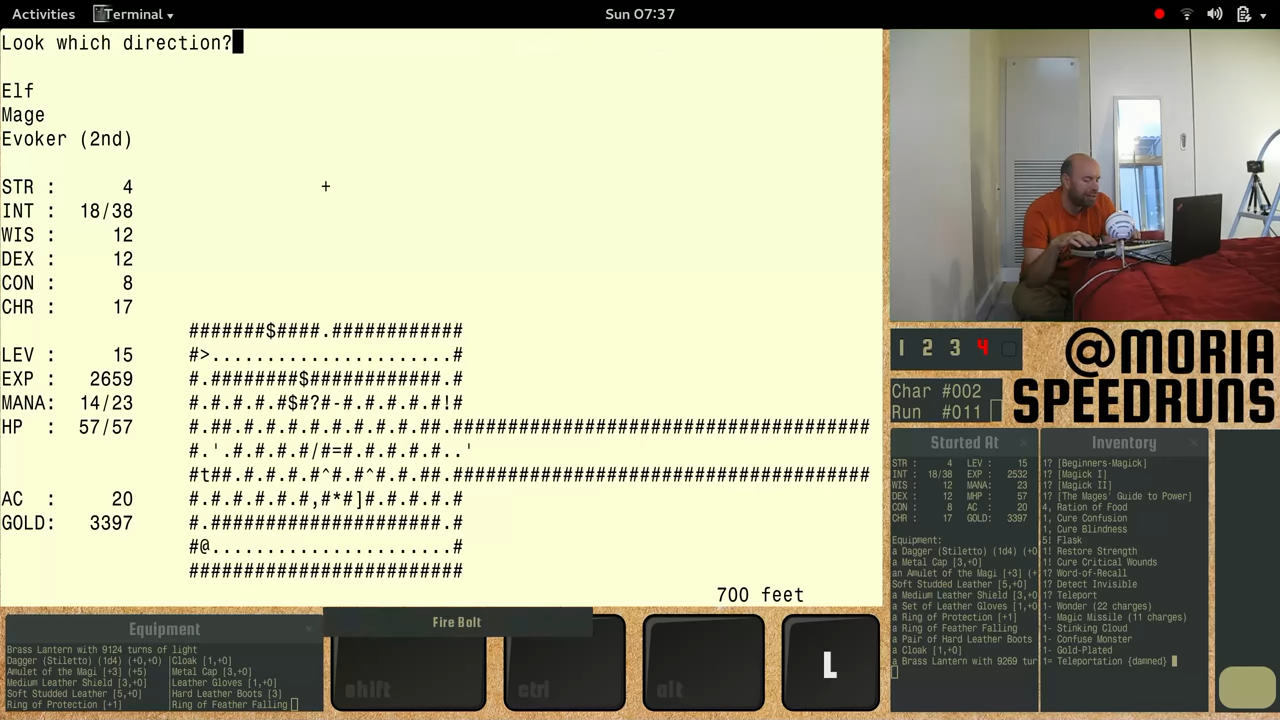 Activities
Terminal
Sun 07:37
Look which direction?
Elf
Mage
Evoker (2nd)
STR : 4
+
INT : 18/38
WIS : 12
DEX : 12
CON : 8
CHR : 17
#######$####.############
LEV : 15 #>......................#
EXP : 2659 #.########$############.#
MANA: 14/23 #.#.#.#.#$#?#-#.#.#.#.#!#
HP : 57/57
#.'.#.#.#.#/#=#.#.#.#.#..'
AC : 20 #.#.#.#.#.#,#*#]#.#.#.#.#
GOLD: 3397 #.#####################.#
#@......................#
#########################
700 feet
1 2 3 4
@MORIA
SPEEDRUNS
Char #002
Run #011
Started At
STR : 4 LEV : 15
INT : 18/38 EXP : 2532
WIS : 12 MANA: 23
DEX : 12 MHP : 57
CON : 8 AC : 20
CHR : 17 GOLD: 3397
Equipment:
a Dagger (Stiletto) (1d4) (+0
a Metal Cap [3,+0]
an Amulet of the Magi [+3] (+
Soft Studded Leather [5,+0]
a Medium Leather Shield [3,+0
a Set of Leather Gloves [1,+0
a Ring of Protection [+1]
a Ring of Feather Falling
a Pair of Hard Leather Boots
a Cloak [1,+0]
a Brass Lantern with 9269 tur
Inventory
1? [Beginners-Magick]
1? [Magick I]
1? [Magick II]
1? [The Mages' Guide to Power]
4, Ration of Food
1, Cure Confusion
1, Cure Blindness
5! Flask
1! Restore Strength
1! Cure Critical Wounds
1? Word-of-Recall
1? Detect Invisible
1? Teleport
1- Wonder (22 charges)
1- Magic Missile (11 charges)
1- Stinking Cloud
1- Confuse Monster
1- Gold-Plated
1= Teleportation {damned}
Equipment
Brass Lantern with 9124 turns of light
Dagger (Stiletto) (1d4) (+0,+0) |Cloak [1,+0]
Amulet of the Magi [+3] (+5) |Metal Cap [3,+0]
Medium Leather Shield [3,+0] |Leather Gloves [1,+0]
Soft Studded Leather [5,+0] |Hard Leather Boots [3]
Ring of Protection [+1] |Ring of Feather Falling
Fire Bolt
shift
ctrl
alt
L